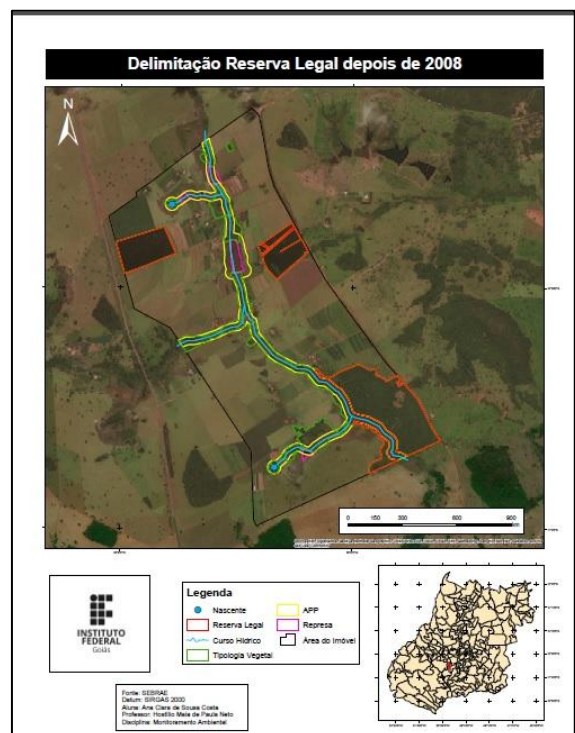 Delimitação Reserva Legal depois de 2008
N
0 150 300 600 900
INSTITUTO
FEDERAL
Goiás
Legenda
Nascente
APP
Reserva Legal
Represa
Curso Hídrico
Área do Imóvel
Tipologia Vegetal
Fonte: SEBRAE
Datum: SIRGAS 2000
Aluna: Ana Clara de Sousa Costa
Professor: Hostílio Maia de Paula Neto
Disciplina: Monitoramento Ambiental